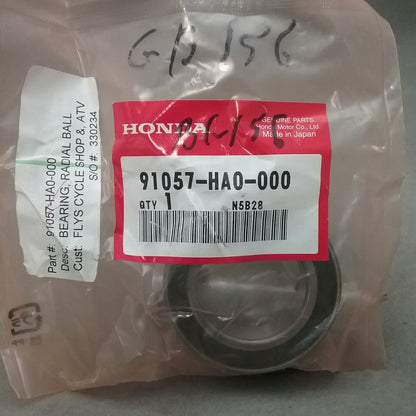 GB 156
HONDA
GENUINE PARTS
Honda Motor Co., Ltd.
Made in Japan
91057-HA0-000
QTY 1 N5B28
Part #: 91057-HA0-000
Desc: BEARING, RADIAL BALL
Cust: FLYS CYCLE SHOP & ATV
S/O #: 330234